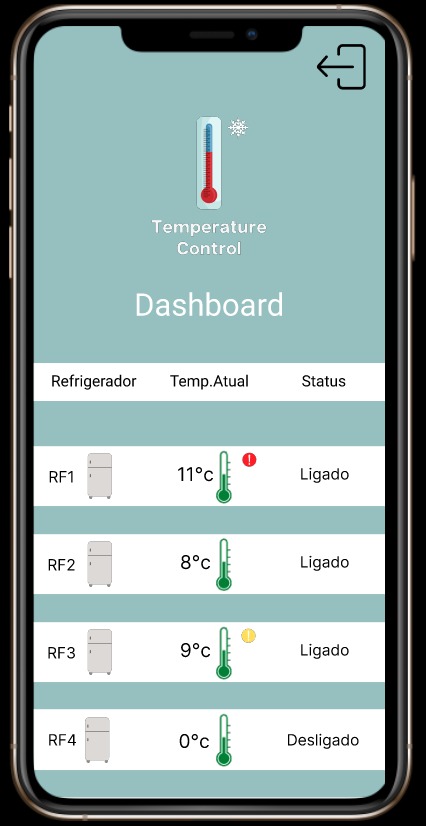 Temperature
Control
Dashboard
Refrigerador Temp.Atual Status
RF1 11°c Ligado
RF2 8°c Ligado
RF3 9°c Ligado
RF4 0°c Desligado